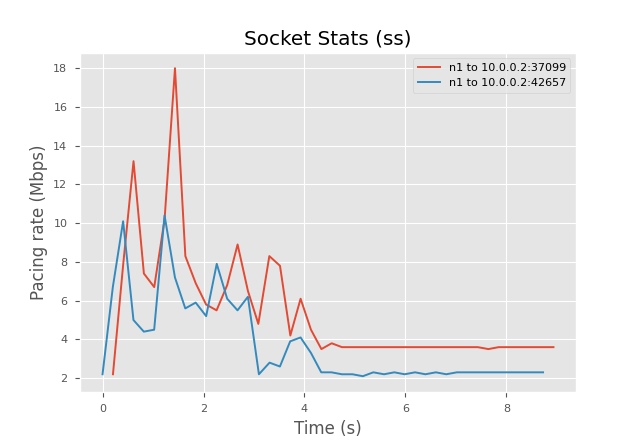 Socket Stats (ss)
n1 to 10.0.0.2:37099
n1 to 10.0.0.2:42657
Pacing rate (Mbps)
18
16
14
12
10
8
6
4
2
0 2 4 6 8
Time (s)